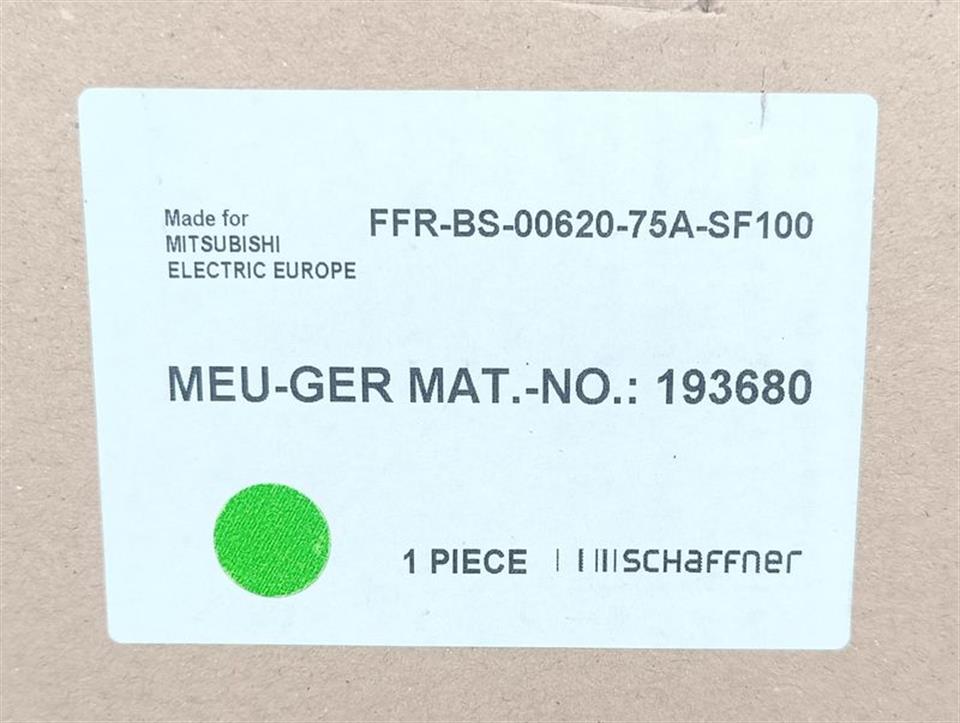 Made for
MITSUBISHI
ELECTRIC EUROPE
FFR-BS-00620-75A-SF100
MEU-GER MAT.-NO.: 193680
1 PIECE
SCHAFFNER